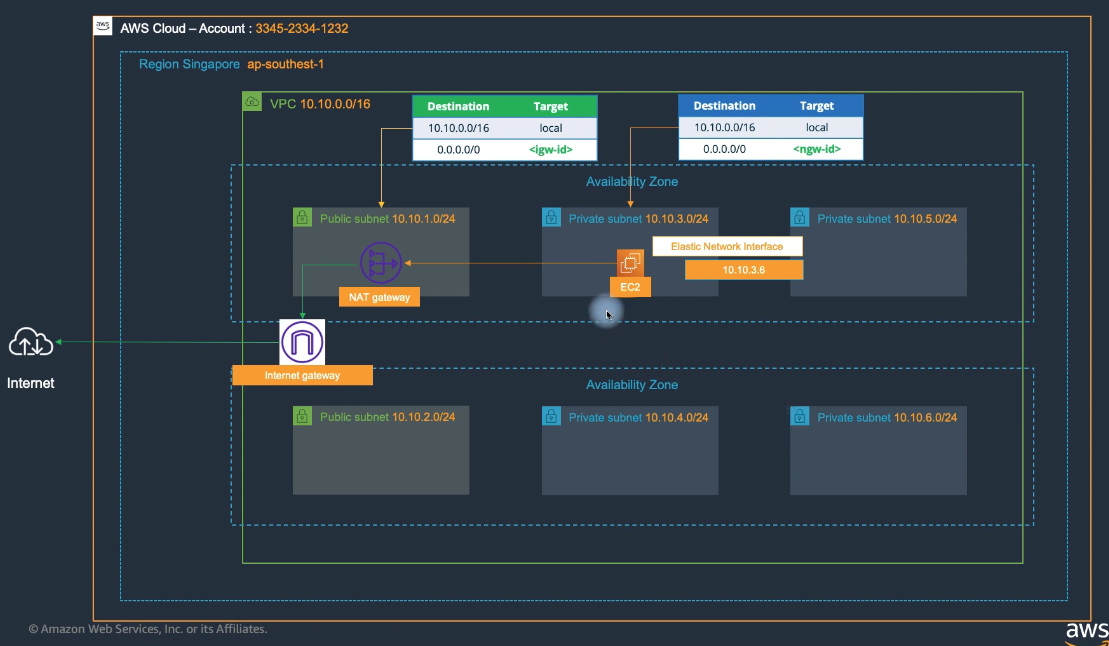 aws
AWS Cloud – Account : 3345-2334-1232
Region Singapore ap-southest-1
VPC 10.10.0.0/16
Destination Target
10.10.0.0/16 local
0.0.0.0/0 <igw-id>
Destination Target
10.10.0.0/16 local
0.0.0.0/0 <ngw-id>
Availability Zone
Public subnet 10.10.1.0/24
Private subnet 10.10.3.0/24
Private subnet 10.10.5.0/24
Elastic Network Interface
10.10.3.6
EC2
NAT gateway
Internet gateway
Internet
Availability Zone
Public subnet 10.10.2.0/24
Private subnet 10.10.4.0/24
Private subnet 10.10.6.0/24
© Amazon Web Services, Inc. or its Affiliates.
aws